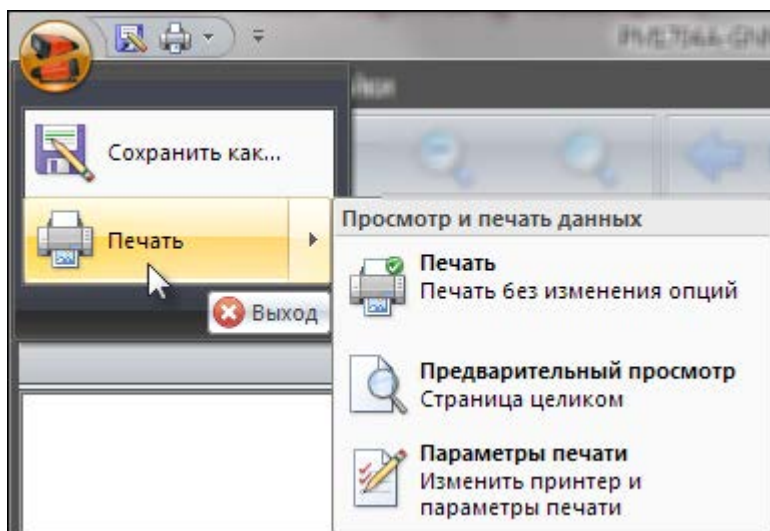 Сохранить как...
Печать
Выход
Просмотр и печать данных
Печать
Печать без изменения опций
Предварительный просмотр
Страница целиком
Параметры печати
Изменить принтер и
параметры печати